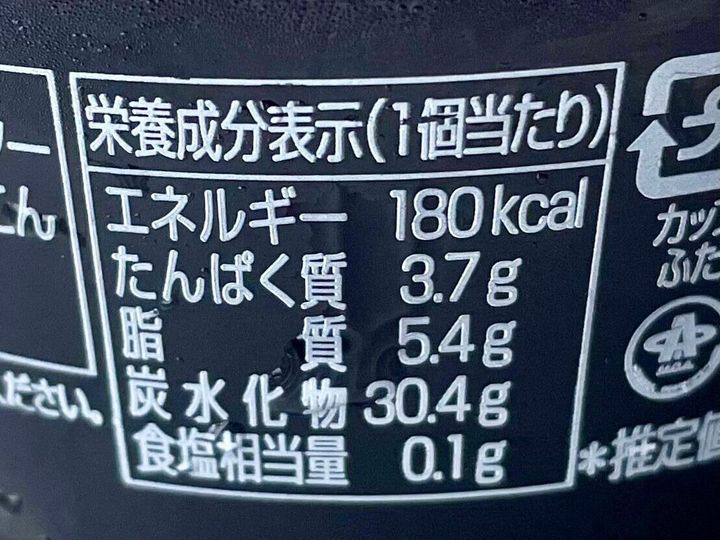 栄養成分表示(1個当たり)
エネルギー 180kcal
たんぱく質 3.7g
脂質 5.4g
炭水化物 30.4g
食塩相当量 0.1g
ださい。
カッ
ふた
*推定値